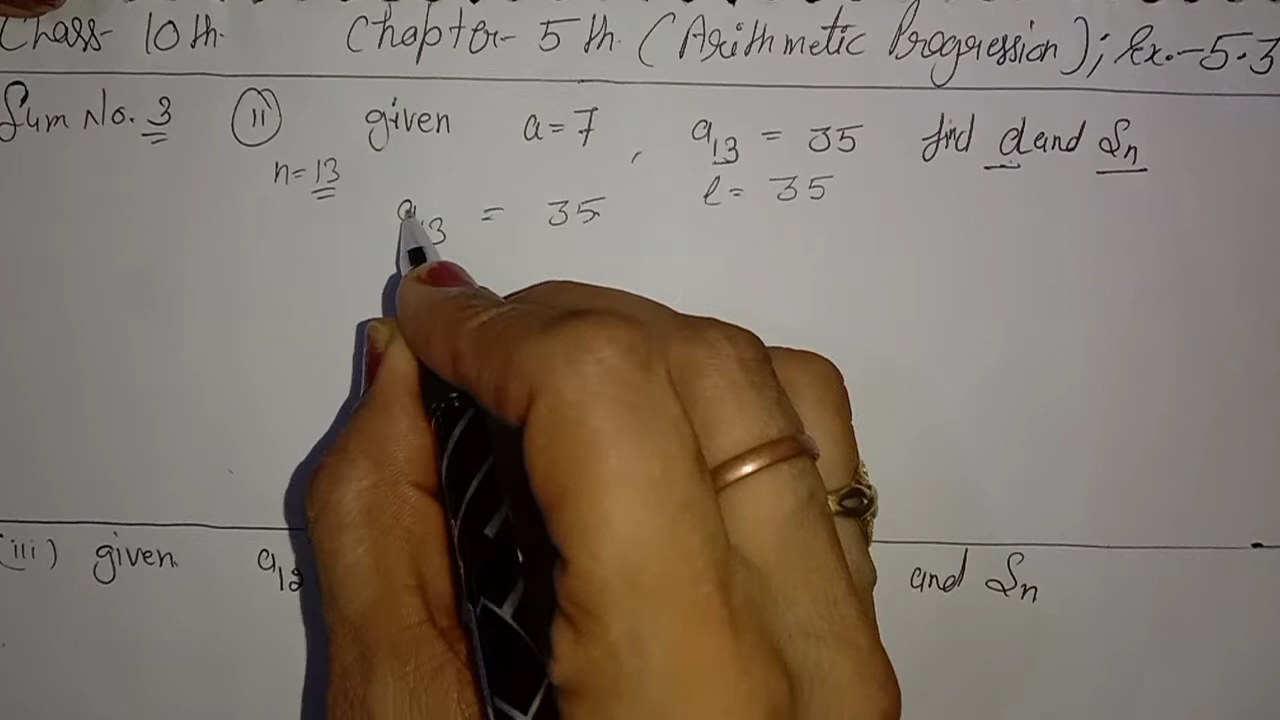 Class- 10th. Chapter- 5th. (Arithmetic Progression); Ex.-5.3
Sum No. 3 (ii) given a=7, a13 = 35 find d and Sn
n=13 l= 35
a13 = 35
(iii) given a12 and Sn